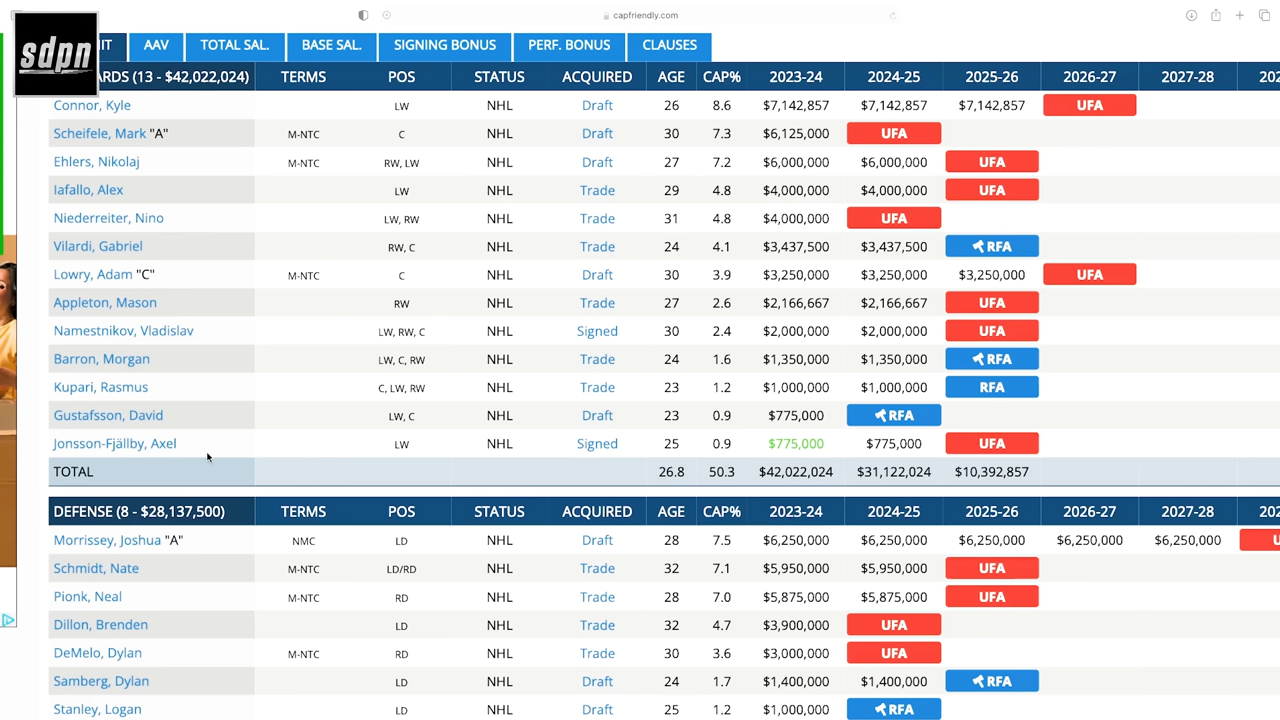 capfriendly.com
sdpn
IT AAV TOTAL SAL. BASE SAL. SIGNING BONUS PERF. BONUS CLAUSES
ARDS (13 - $42,022,024) TERMS POS STATUS ACQUIRED AGE CAP% 2023-24 2024-25 2025-26 2026-27 2027-28 202
Connor, Kyle LW NHL Draft 26 8.6 $7,142,857 $7,142,857 $7,142,857 UFA
Scheifele, Mark "A" M-NTC C NHL Draft 30 7.3 $6,125,000 UFA
Ehlers, Nikolaj M-NTC RW, LW NHL Draft 27 7.2 $6,000,000 $6,000,000 UFA
Iafallo, Alex LW NHL Trade 29 4.8 $4,000,000 $4,000,000 UFA
Niederreiter, Nino LW, RW NHL Trade 31 4.8 $4,000,000 UFA
Vilardi, Gabriel RW, C NHL Trade 24 4.1 $3,437,500 $3,437,500 RFA
Lowry, Adam "C" M-NTC C NHL Draft 30 3.9 $3,250,000 $3,250,000 $3,250,000 UFA
Appleton, Mason RW NHL Trade 27 2.6 $2,166,667 $2,166,667 UFA
Namestnikov, Vladislav LW, RW, C NHL Signed 30 2.4 $2,000,000 $2,000,000 UFA
Barron, Morgan LW, C, RW NHL Trade 24 1.6 $1,350,000 $1,350,000 RFA
Kupari, Rasmus C, LW, RW NHL Trade 23 1.2 $1,000,000 $1,000,000 RFA
Gustafsson, David LW, C NHL Draft 23 0.9 $775,000 RFA
Jonsson-Fjällby, Axel LW NHL Signed 25 0.9 $775,000 $775,000 UFA
TOTAL 26.8 50.3 $42,022,024 $31,122,024 $10,392,857
DEFENSE (8 - $28,137,500) TERMS POS STATUS ACQUIRED AGE CAP% 2023-24 2024-25 2025-26 2026-27 2027-28 202
Morrissey, Joshua "A" NMC LD NHL Draft 28 7.5 $6,250,000 $6,250,000 $6,250,000 $6,250,000 $6,250,000 U
Schmidt, Nate M-NTC LD/RD NHL Trade 32 7.1 $5,950,000 $5,950,000 UFA
Pionk, Neal M-NTC RD NHL Trade 28 7.0 $5,875,000 $5,875,000 UFA
Dillon, Brenden LD NHL Trade 32 4.7 $3,900,000 UFA
DeMelo, Dylan M-NTC RD NHL Trade 30 3.6 $3,000,000 UFA
Samberg, Dylan LD NHL Draft 24 1.7 $1,400,000 $1,400,000 RFA
Stanley, Logan LD NHL Draft 25 1.2 $1,000,000 RFA